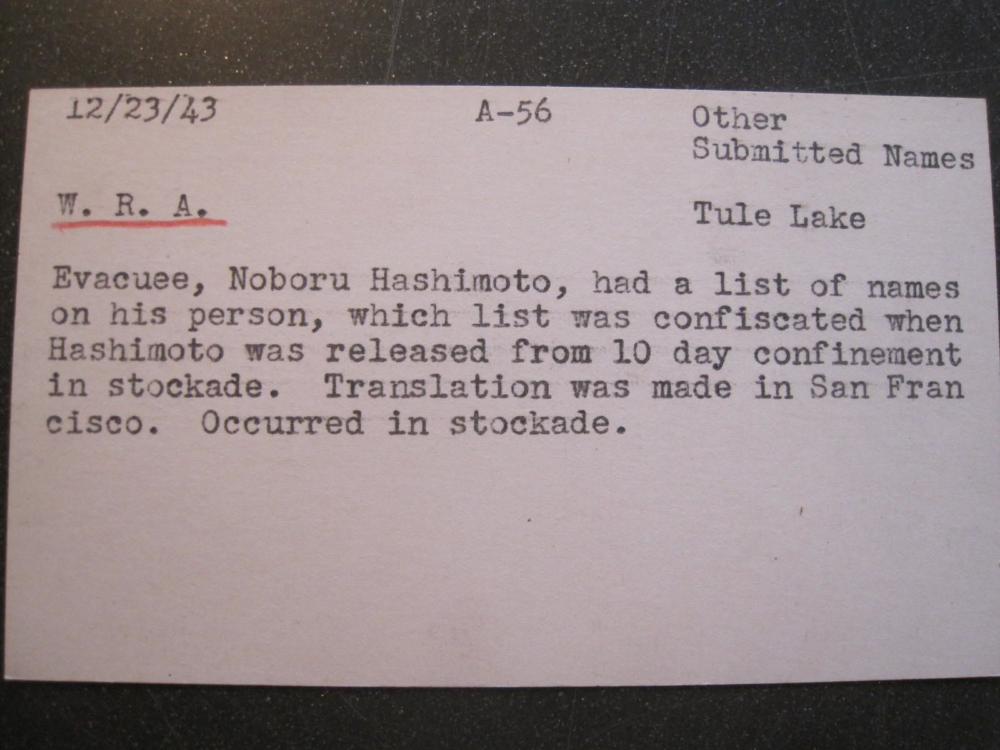 12/23/43 A-56 Other
Submitted Names
W. R. A. Tule Lake
Evacuee, Noboru Hashimoto, had a list of names
on his person, which list was confiscated when
Hashimoto was released from 10 day confinement
in stockade. Translation was made in San Fran
cisco. Occurred in stockade.